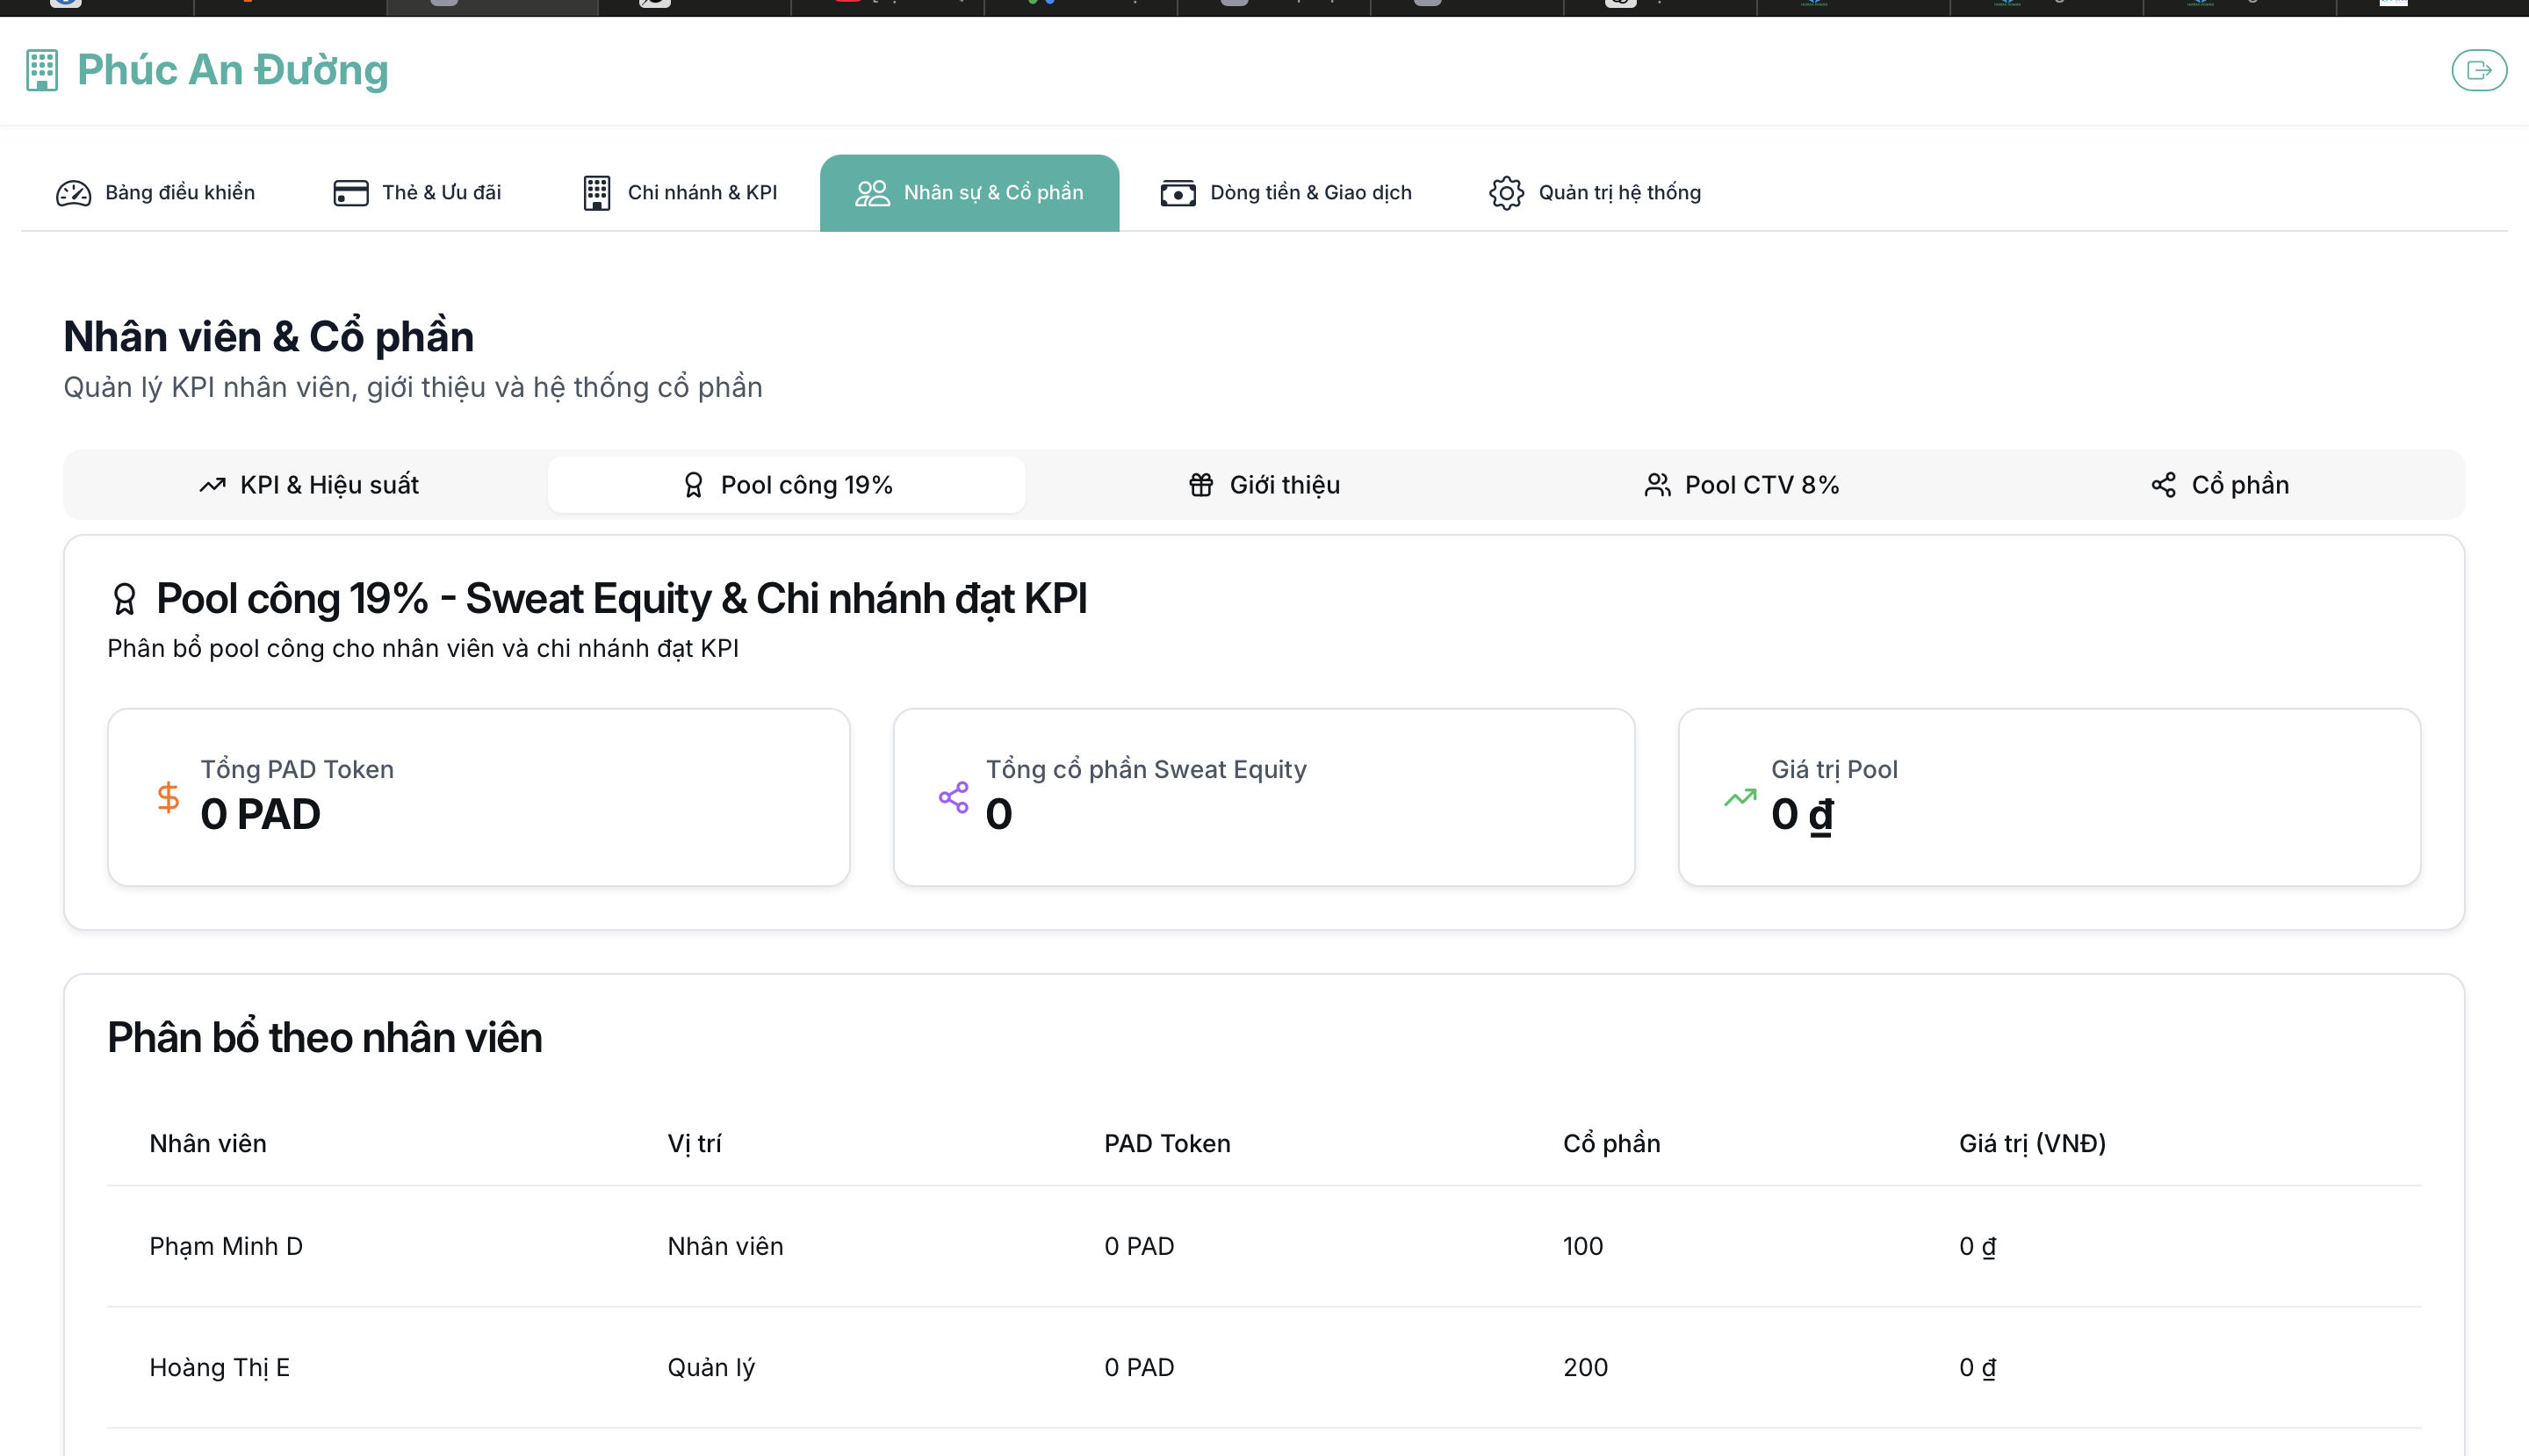 Phúc An Đường
Bảng điều khiển
Thẻ & Ưu đãi
Chi nhánh & KPI
Nhân sự & Cổ phần
Dòng tiền & Giao dịch
Quản trị hệ thống
Nhân viên & Cổ phần
Quản lý KPI nhân viên, giới thiệu và hệ thống cổ phần
KPI & Hiệu suất
Pool công 19%
Giới thiệu
Pool CTV 8%
Cổ phần
Pool công 19% - Sweat Equity & Chi nhánh đạt KPI
Phân bổ pool công cho nhân viên và chi nhánh đạt KPI
Tổng PAD Token
0 PAD
Tổng cổ phần Sweat Equity
0
Giá trị Pool
0 ₫
Phân bổ theo nhân viên
Nhân viên Vị trí PAD Token Cổ phần Giá trị (VNĐ)
Phạm Minh D Nhân viên 0 PAD 100 0 ₫
Hoàng Thị E Quản lý 0 PAD 200 0 ₫